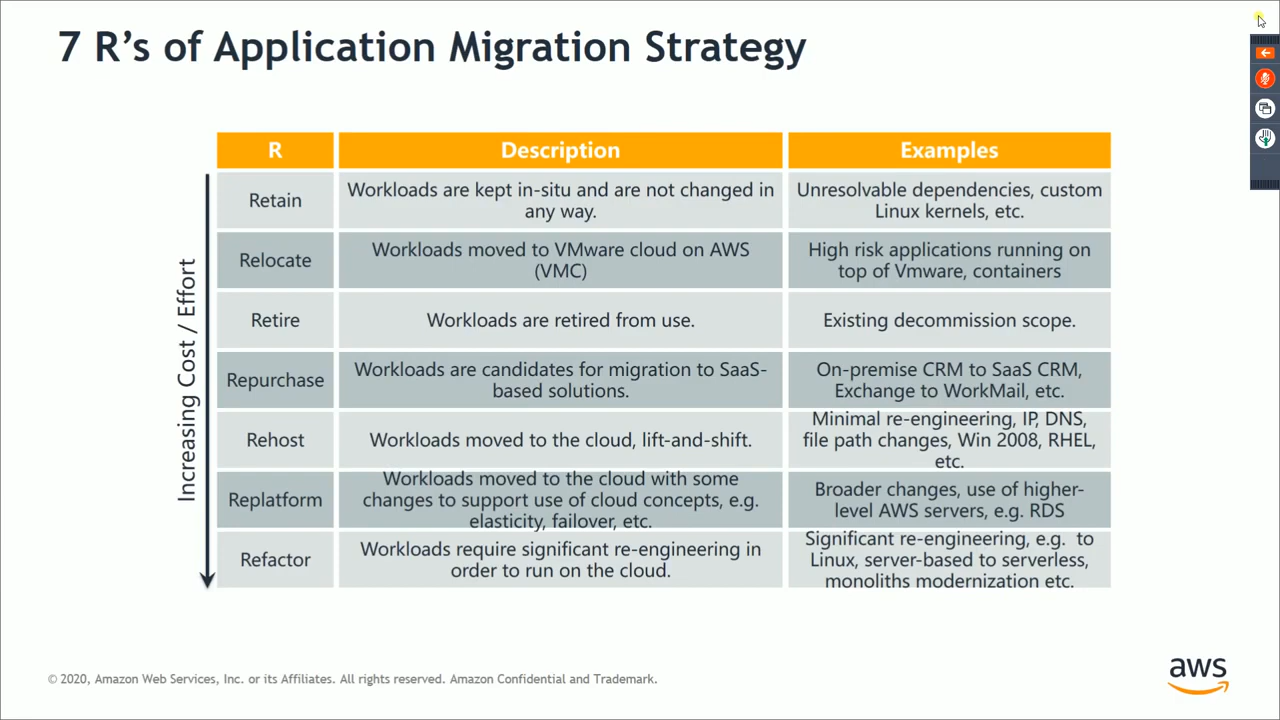 7 R’s of Application Migration Strategy
R
Description
Examples
Retain
Workloads are kept in-situ and are not changed in
any way.
Unresolvable dependencies, custom
Linux kernels, etc.
Relocate
Workloads moved to VMware cloud on AWS
(VMC)
High risk applications running on
top of Vmware, containers
Retire
Workloads are retired from use.
Existing decommission scope.
Repurchase
Workloads are candidates for migration to SaaS-
based solutions.
On-premise CRM to SaaS CRM,
Exchange to WorkMail, etc.
Rehost
Workloads moved to the cloud, lift-and-shift.
Minimal re-engineering, IP, DNS,
file path changes, Win 2008, RHEL,
etc.
Replatform
Workloads moved to the cloud with some
changes to support use of cloud concepts, e.g.
elasticity, failover, etc.
Broader changes, use of higher-
level AWS servers, e.g. RDS
Refactor
Workloads require significant re-engineering in
order to run on the cloud.
Significant re-engineering, e.g. to
Linux, server-based to serverless,
monoliths modernization etc.
Increasing Cost / Effort
© 2020, Amazon Web Services, Inc. or its Affiliates. All rights reserved. Amazon Confidential and Trademark.
aws